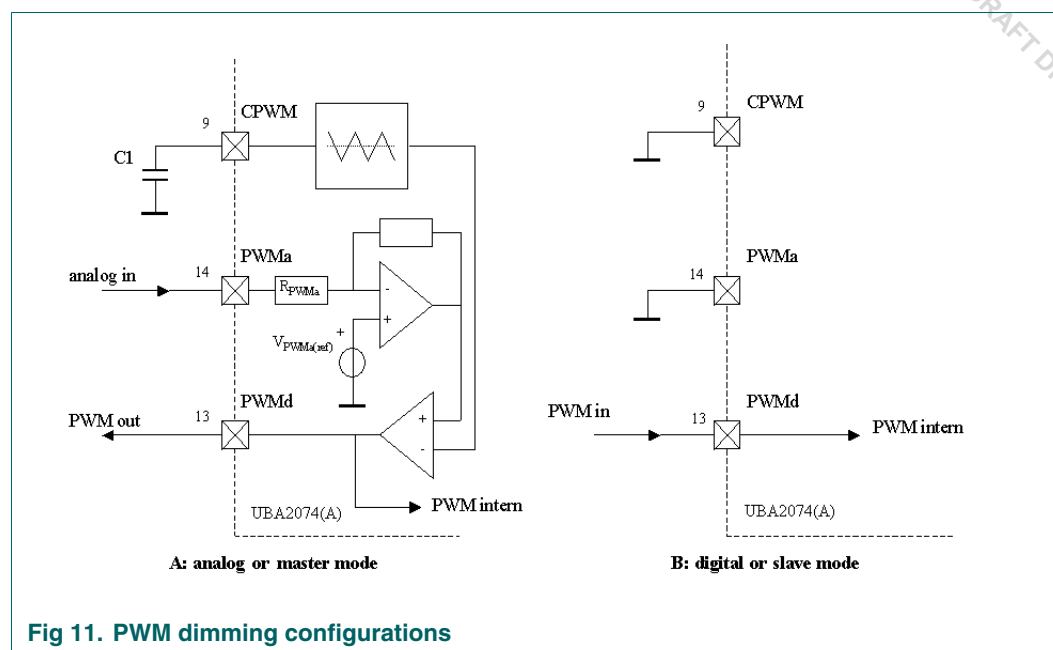 DRAFT D
9
CPWM
C1
analog in
14
PWMa
R_PWMa
-
+
+
V_PWMa(ref)
PWM out
13
PWMd
+
-
PWM intern
UBA2074(A)
A: analog or master mode
9
CPWM
14
PWMa
PWM in
13
PWMd
PWM intern
UBA2074(A)
B: digital or slave mode
Fig 11. PWM dimming configurations